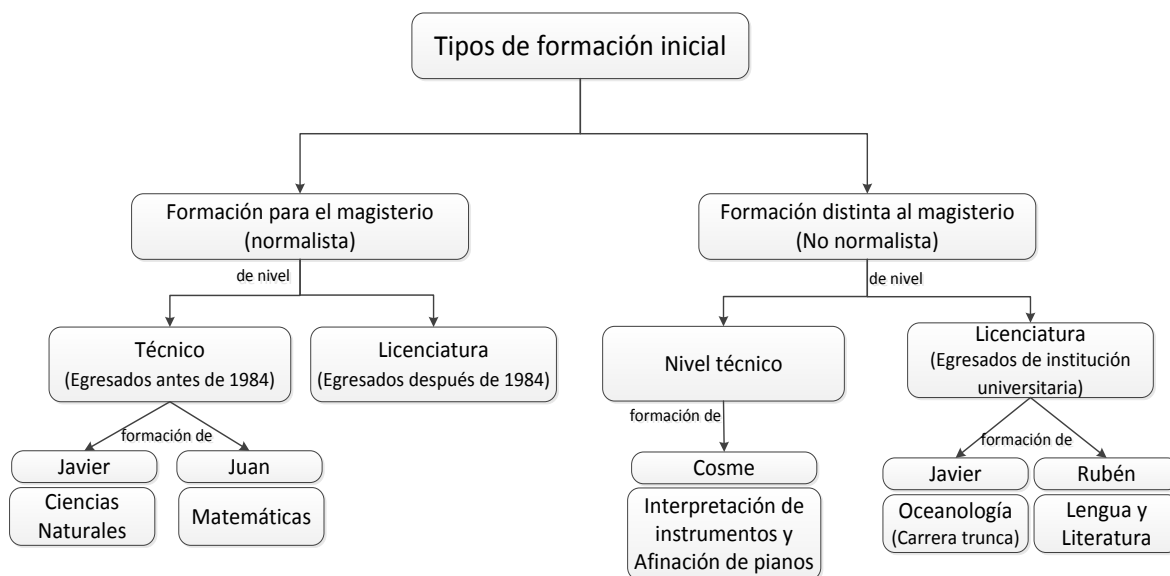 Tipos de formación inicial
Formación para el magisterio
(normalista)
Formación distinta al magisterio
(No normalista)
de nivel
de nivel
Técnico
(Egresados antes de 1984)
Licenciatura
(Egresados después de 1984)
Nivel técnico
Licenciatura
(Egresados de institución
universitaria)
formación de
formación de
formación de
Javier
Juan
Cosme
Javier
Rubén
Ciencias
Naturales
Matemáticas
Interpretación de
instrumentos y
Afinación de pianos
Oceanología
(Carrera trunca)
Lengua y
Literatura